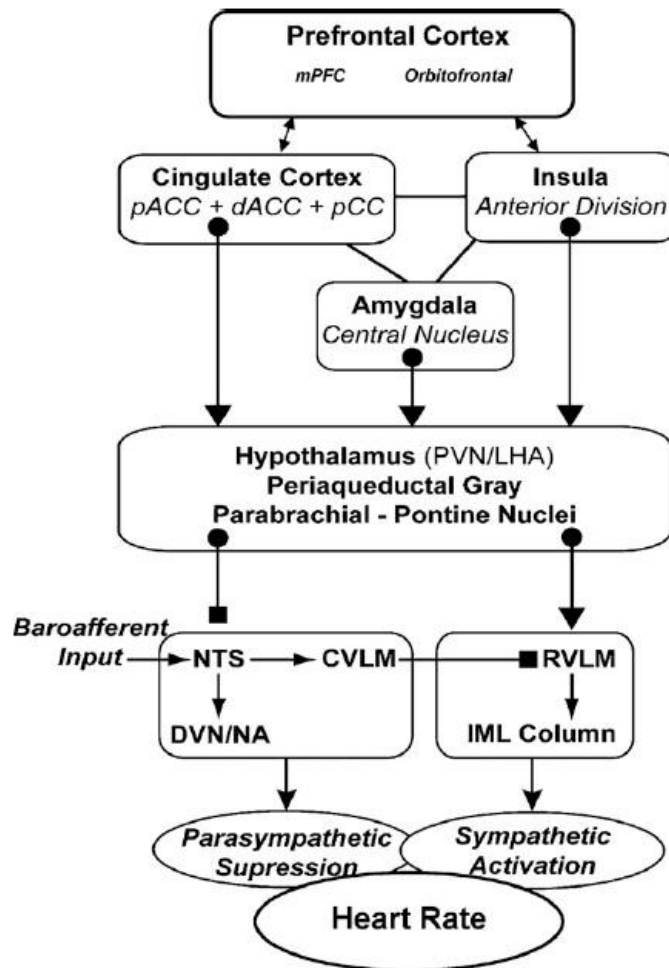 Prefrontal Cortex
mPFC Orbitofrontal
Cingulate Cortex
pACC + dACC + pCC
Insula
Anterior Division
Amygdala
Central Nucleus
Hypothalamus (PVN/LHA)
Periaqueductal Gray
Parabrachial - Pontine Nuclei
Baroafferent
Input
NTS
CVLM
RVLM
DVN/NA
IML Column
Parasympathetic
Supression
Sympathetic
Activation
Heart Rate